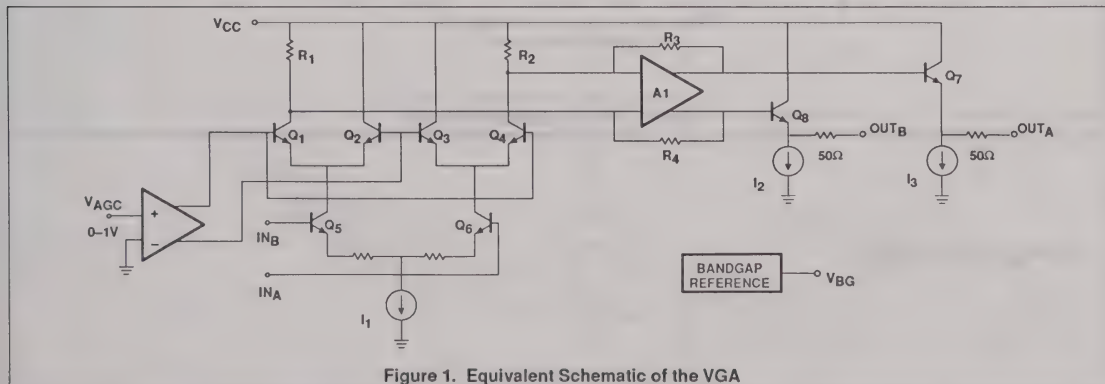 VCC
R1
R2
R3
A1
Q7
Q8
Q1
Q2
Q3
Q4
R4
OUTB
50Ω
OUTA
50Ω
I2
I3
VAGC
+
0–1V
–
INB
Q5
Q6
INA
I1
BANDGAP
REFERENCE
VBG
Figure 1. Equivalent Schematic of the VGA